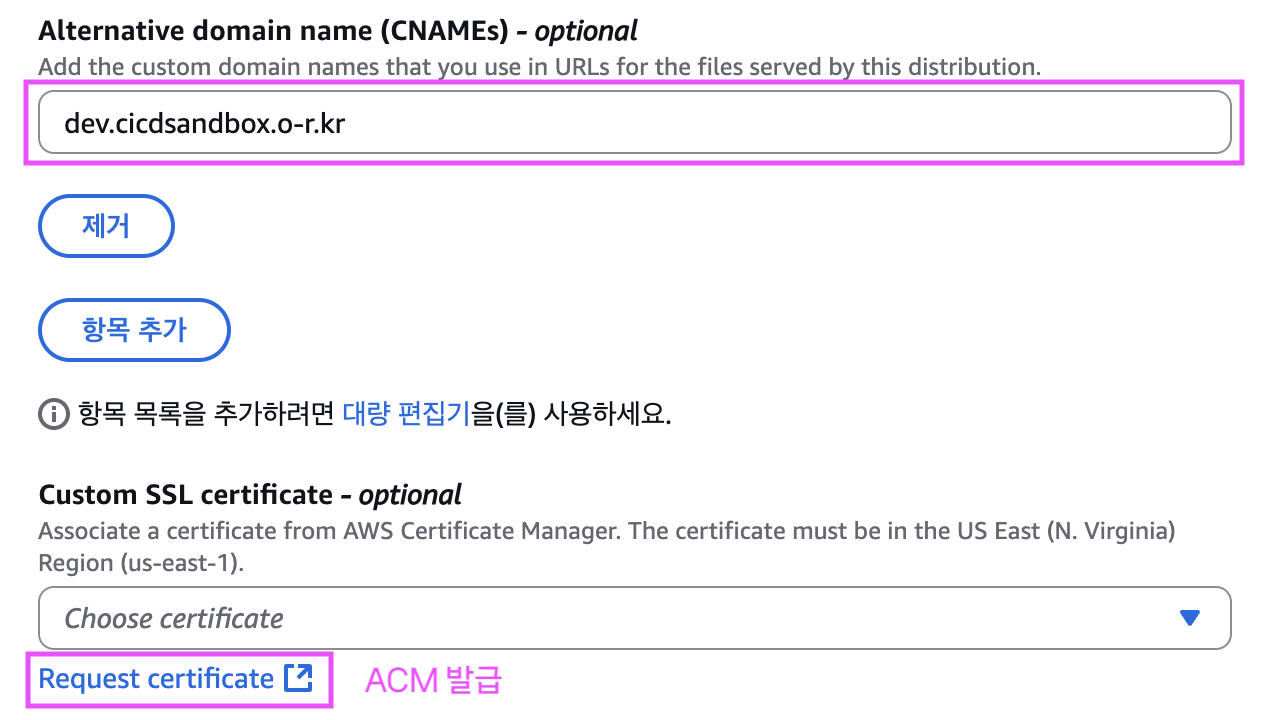 Alternative domain name (CNAMEs) - optional
Add the custom domain names that you use in URLs for the files served by this distribution.
dev.cicdsandbox.o-r.kr
제거
항목 추가
항목 목록을 추가하려면 대량 편집기을(를) 사용하세요.
Custom SSL certificate - optional
Associate a certificate from AWS Certificate Manager. The certificate must be in the US East (N. Virginia)
Region (us-east-1).
Choose certificate
Request certificate ACM 발급